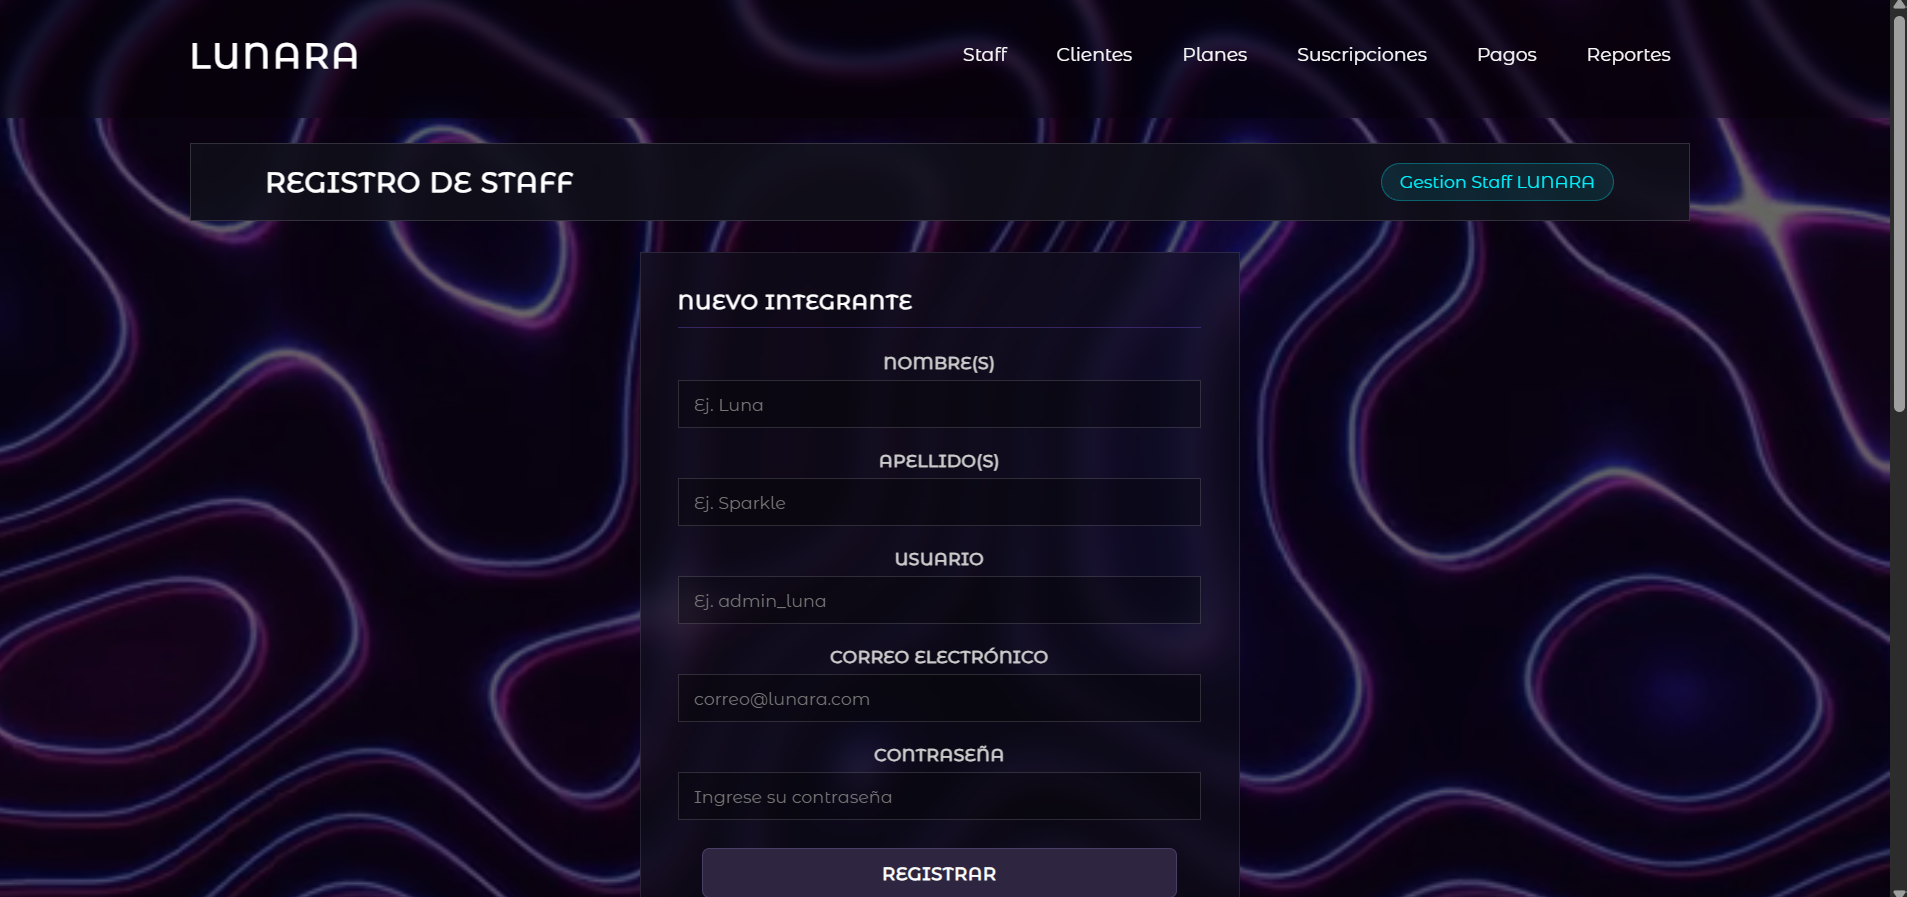 LUNARA
Staff Clientes Planes Suscripciones Pagos Reportes
REGISTRO DE STAFF
Gestion Staff LUNARA
NUEVO INTEGRANTE
NOMBRE(S)
Ej. Luna
APELLIDO(S)
Ej. Sparkle
USUARIO
Ej. admin_luna
CORREO ELECTRÓNICO
correo@lunara.com
CONTRASEÑA
Ingrese su contraseña
REGISTRAR